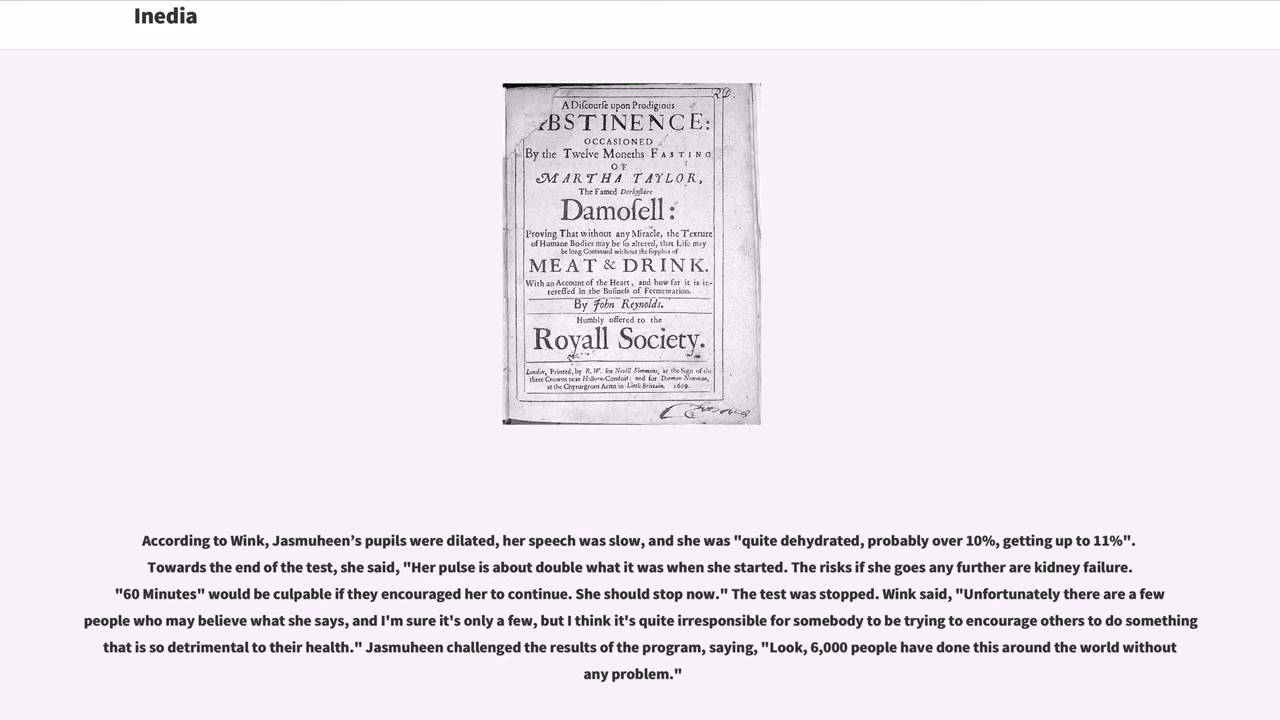 Inedia
R D.
A Diſcourſe upon Prodigious
ABSTINENCE:
OCCASIONED
By the Twelve Moneths FASTING
OF
MARTHA TAYLOR,
The Famed Derbyſhire
Damoſell:
Proving That without any Miracle, the Texture
of Humane Bodies may be ſo altered, that Life may
be long Continued without the ſupplies of
MEAT & DRINK.
With an Account of the Heart, and how far it is in-
tereſſed in the Buſineſs of Fermentation.
By John Reynolds.
Humbly offered to the
Royall Society.
London, Printed, by R. W. for Nevill Simmons, at the Sign of the
three Crowns near Holborn-Conduit; and for Dorman Newman,
at the Chyrurgeons Arms in Little Brittain. 1669.
According to Wink, Jasmuheen’s pupils were dilated, her speech was slow, and she was "quite dehydrated, probably over 10%, getting up to 11%".
Towards the end of the test, she said, "Her pulse is about double what it was when she started. The risks if she goes any further are kidney failure.
"60 Minutes" would be culpable if they encouraged her to continue. She should stop now." The test was stopped. Wink said, "Unfortunately there are a few
people who may believe what she says, and I'm sure it's only a few, but I think it's quite irresponsible for somebody to be trying to encourage others to do something
that is so detrimental to their health." Jasmuheen challenged the results of the program, saying, "Look, 6,000 people have done this around the world without
any problem."